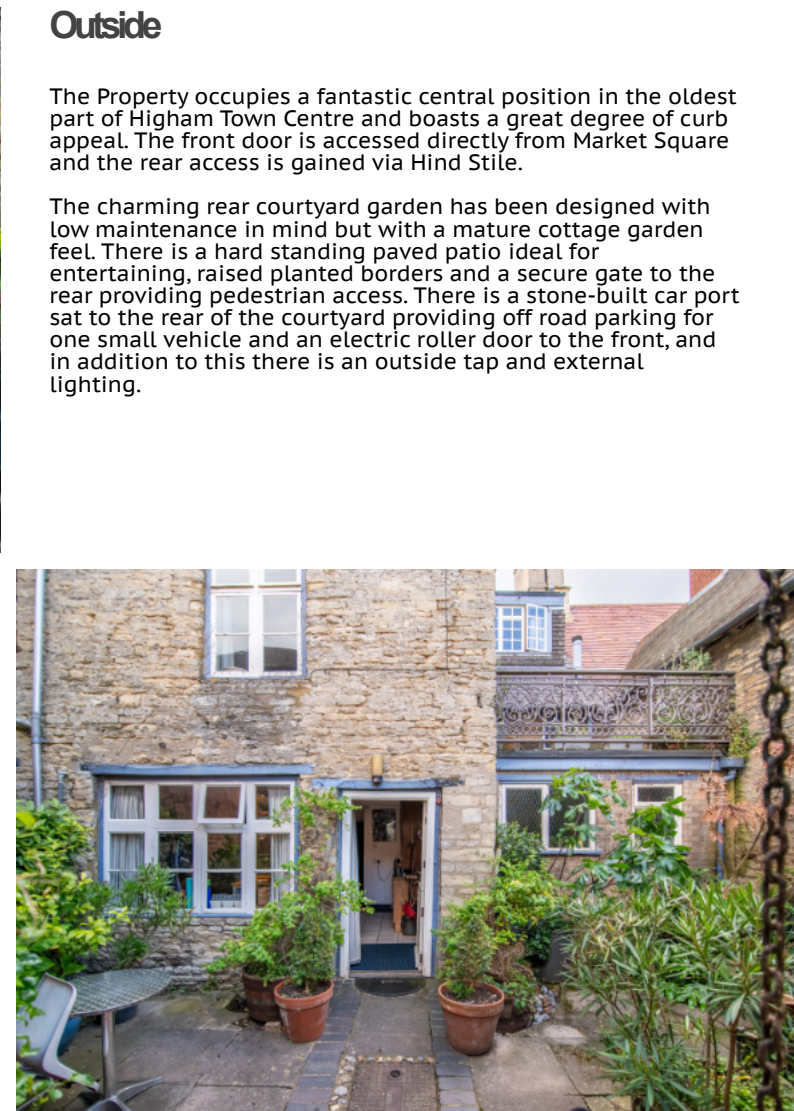 Outside
The Property occupies a fantastic central position in the oldest
part of Higham Town Centre and boasts a great degree of curb
appeal. The front door is accessed directly from Market Square
and the rear access is gained via Hind Stile.
The charming rear courtyard garden has been designed with
low maintenance in mind but with a mature cottage garden
feel. There is a hard standing paved patio ideal for
entertaining, raised planted borders and a secure gate to the
rear providing pedestrian access. There is a stone-built car port
sat to the rear of the courtyard providing off road parking for
one small vehicle and an electric roller door to the front, and
in addition to this there is an outside tap and external
lighting.